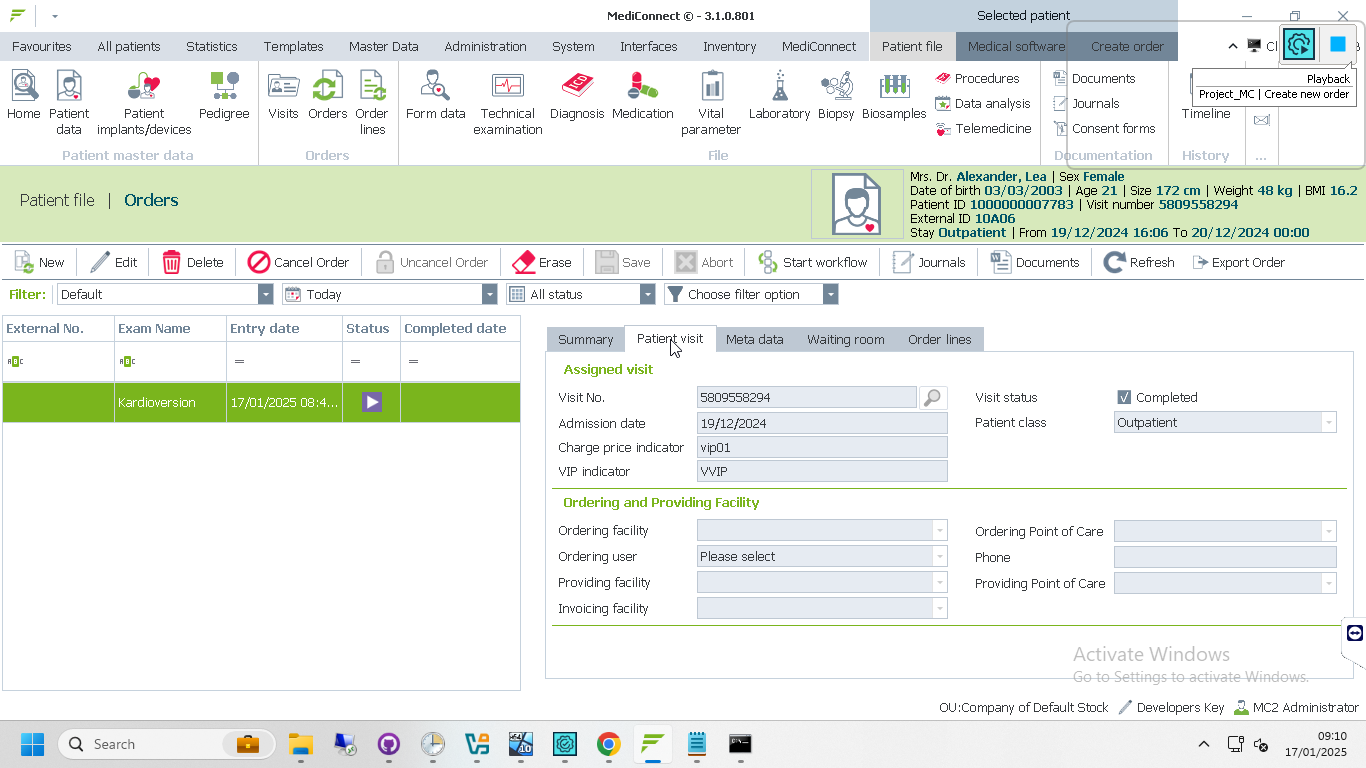 MediConnect © - 3.1.0.801
Selected patient
Favourites
All patients
Statistics
Templates
Master Data
Administration
System
Interfaces
Inventory
MediConnect
Patient file
Medical software
Create order
Playback
Project_MC | Create new order
Home
Patient data
Patient implants/devices
Pedigree
Patient master data
Visits
Orders
Order lines
Orders
Form data
Technical examination
Diagnosis
Medication
Vital parameter
Laboratory
Biopsy
Biosamples
Procedures
Data analysis
Telemedicine
File
Documents
Journals
Consent forms
Documentation
Timeline
History
...
Patient file | Orders
Mrs. Dr. Alexander, Lea | Sex Female
Date of birth 03/03/2003 | Age 21 | Size 172 cm | Weight 48 kg | BMI 16.2
Patient ID 1000000007783 | Visit number 5809558294
External ID 10A06
Stay Outpatient | From 19/12/2024 16:06 To 20/12/2024 00:00
New
Edit
Delete
Cancel Order
Uncancel Order
Erase
Save
Abort
Start workflow
Journals
Documents
Refresh
Export Order
Filter:
Default
Today
All status
Choose filter option
External No.
Exam Name
Entry date
Status
Completed date
ABC
ABC
=
=
=
Kardioversion
17/01/2025 08:4...
Summary
Patient visit
Meta data
Waiting room
Order lines
Assigned visit
Visit No.
5809558294
Visit status
Completed
Admission date
19/12/2024
Patient class
Outpatient
Charge price indicator
vip01
VIP indicator
VVIP
Ordering and Providing Facility
Ordering facility
Ordering Point of Care
Ordering user
Please select
Phone
Providing facility
Providing Point of Care
Invoicing facility
Activate Windows
Go to Settings to activate Windows.
OU:Company of Default Stock
Developers Key
MC2 Administrator
Search
09:10
17/01/2025